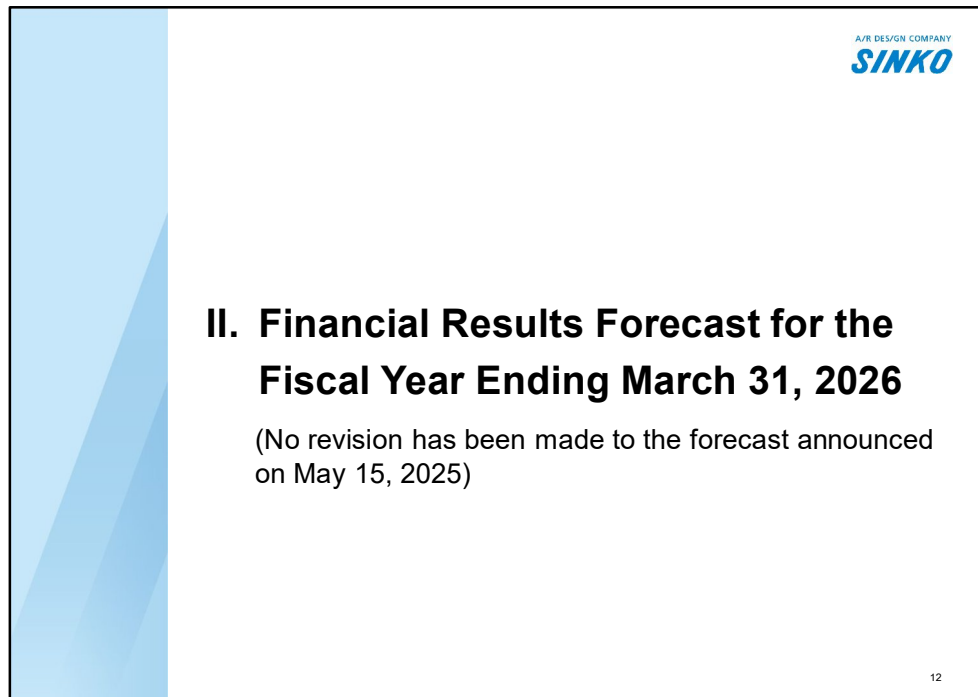 A/R DES/GN COMPANY
SINKO
II. Financial Results Forecast for the
Fiscal Year Ending March 31, 2026
(No revision has been made to the forecast announced
on May 15, 2025)
12